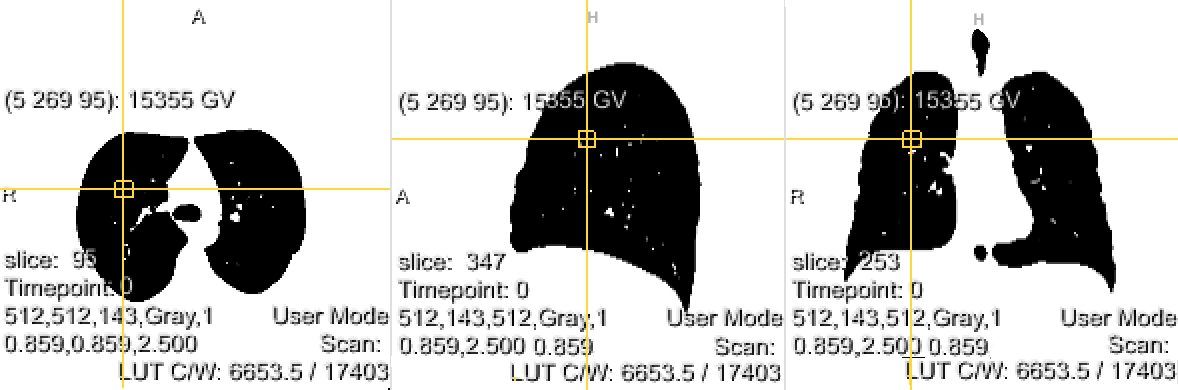 A
(5 269 95): 15355 GV
R
slice: 95
Timepoint: 0
512,512,143,Gray,1 User Mode
0.859,0.859,2.500 Scan:
LUT C/W: 6653.5 / 17403
H
(5 269 95): 15355 GV
A
slice: 347
Timepoint: 0
512,143,512,Gray,1 User Mode
0.859,2.500 0.859 Scan:
LUT C/W: 6653.5 / 17403
H
(5 269 95): 15355 GV
R
slice: 253
Timepoint: 0
512,143,512,Gray,1 User Mode
0.859,2.500 0.859 Scan:
LUT C/W: 6653.5 / 17403